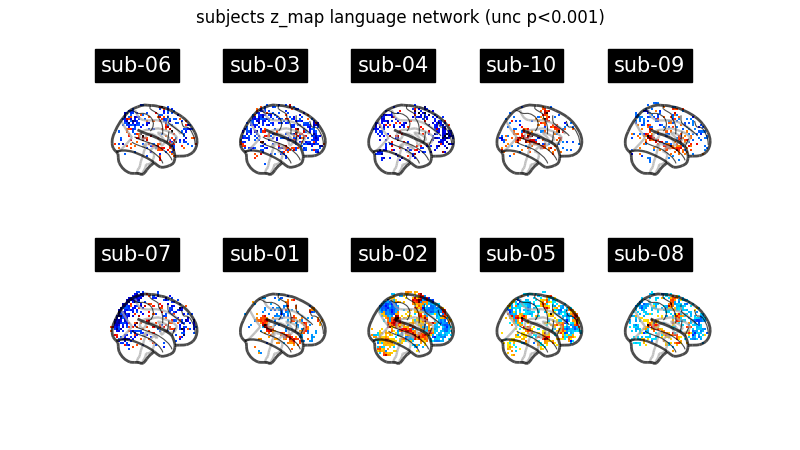 subjects z_map language network (unc p<0.001)
sub-06 sub-03 sub-04 sub-10 sub-09
sub-07 sub-01 sub-02 sub-05 sub-08